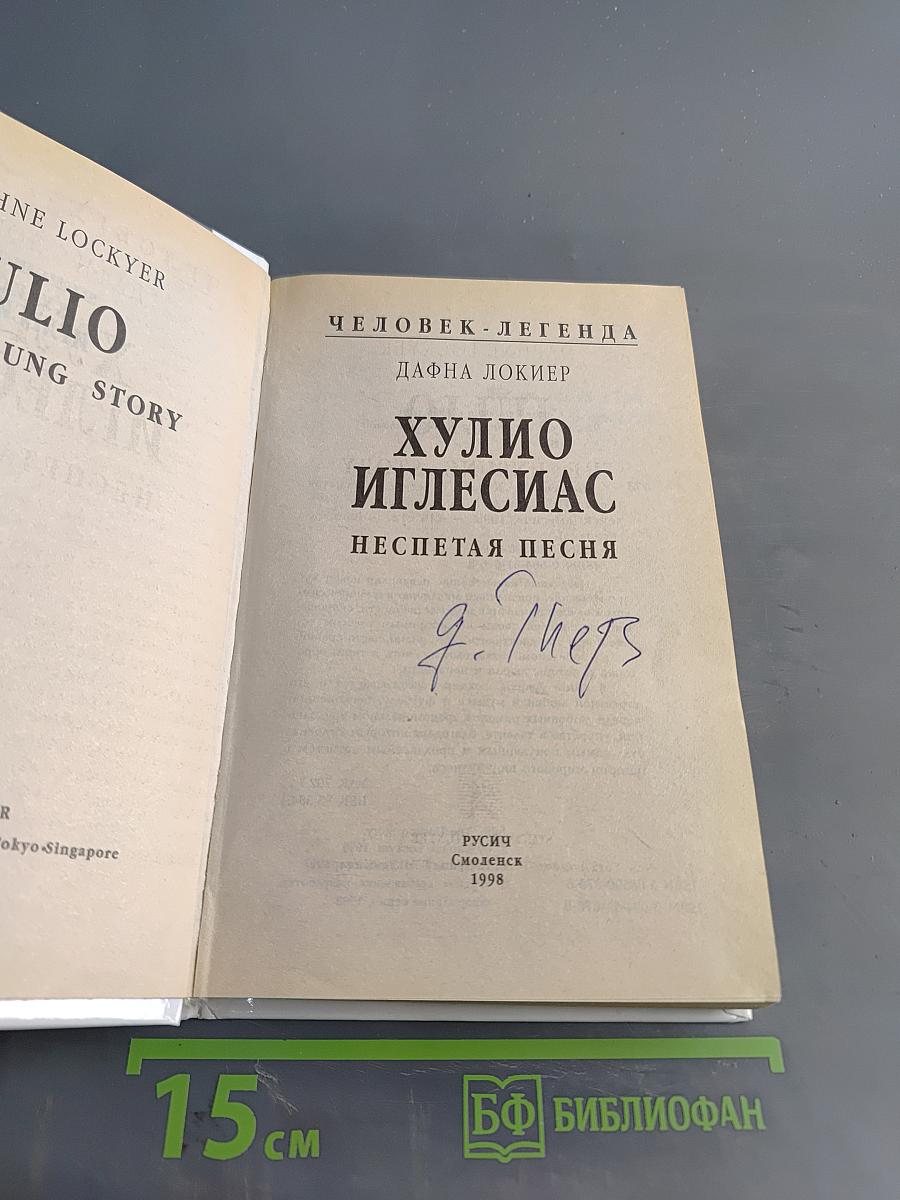 HNE LOCKYER
ULIO
UNG STORY
R
okyo·Singapore
ЧЕЛОВЕК-ЛЕГЕНДА
ДАФНА ЛОКИЕР
ХУЛИО
ИГЛЕСИАС
НЕСПЕТАЯ ПЕСНЯ
РУСИЧ
Смоленск
1998
15 см
БФ БИБЛИОФАН